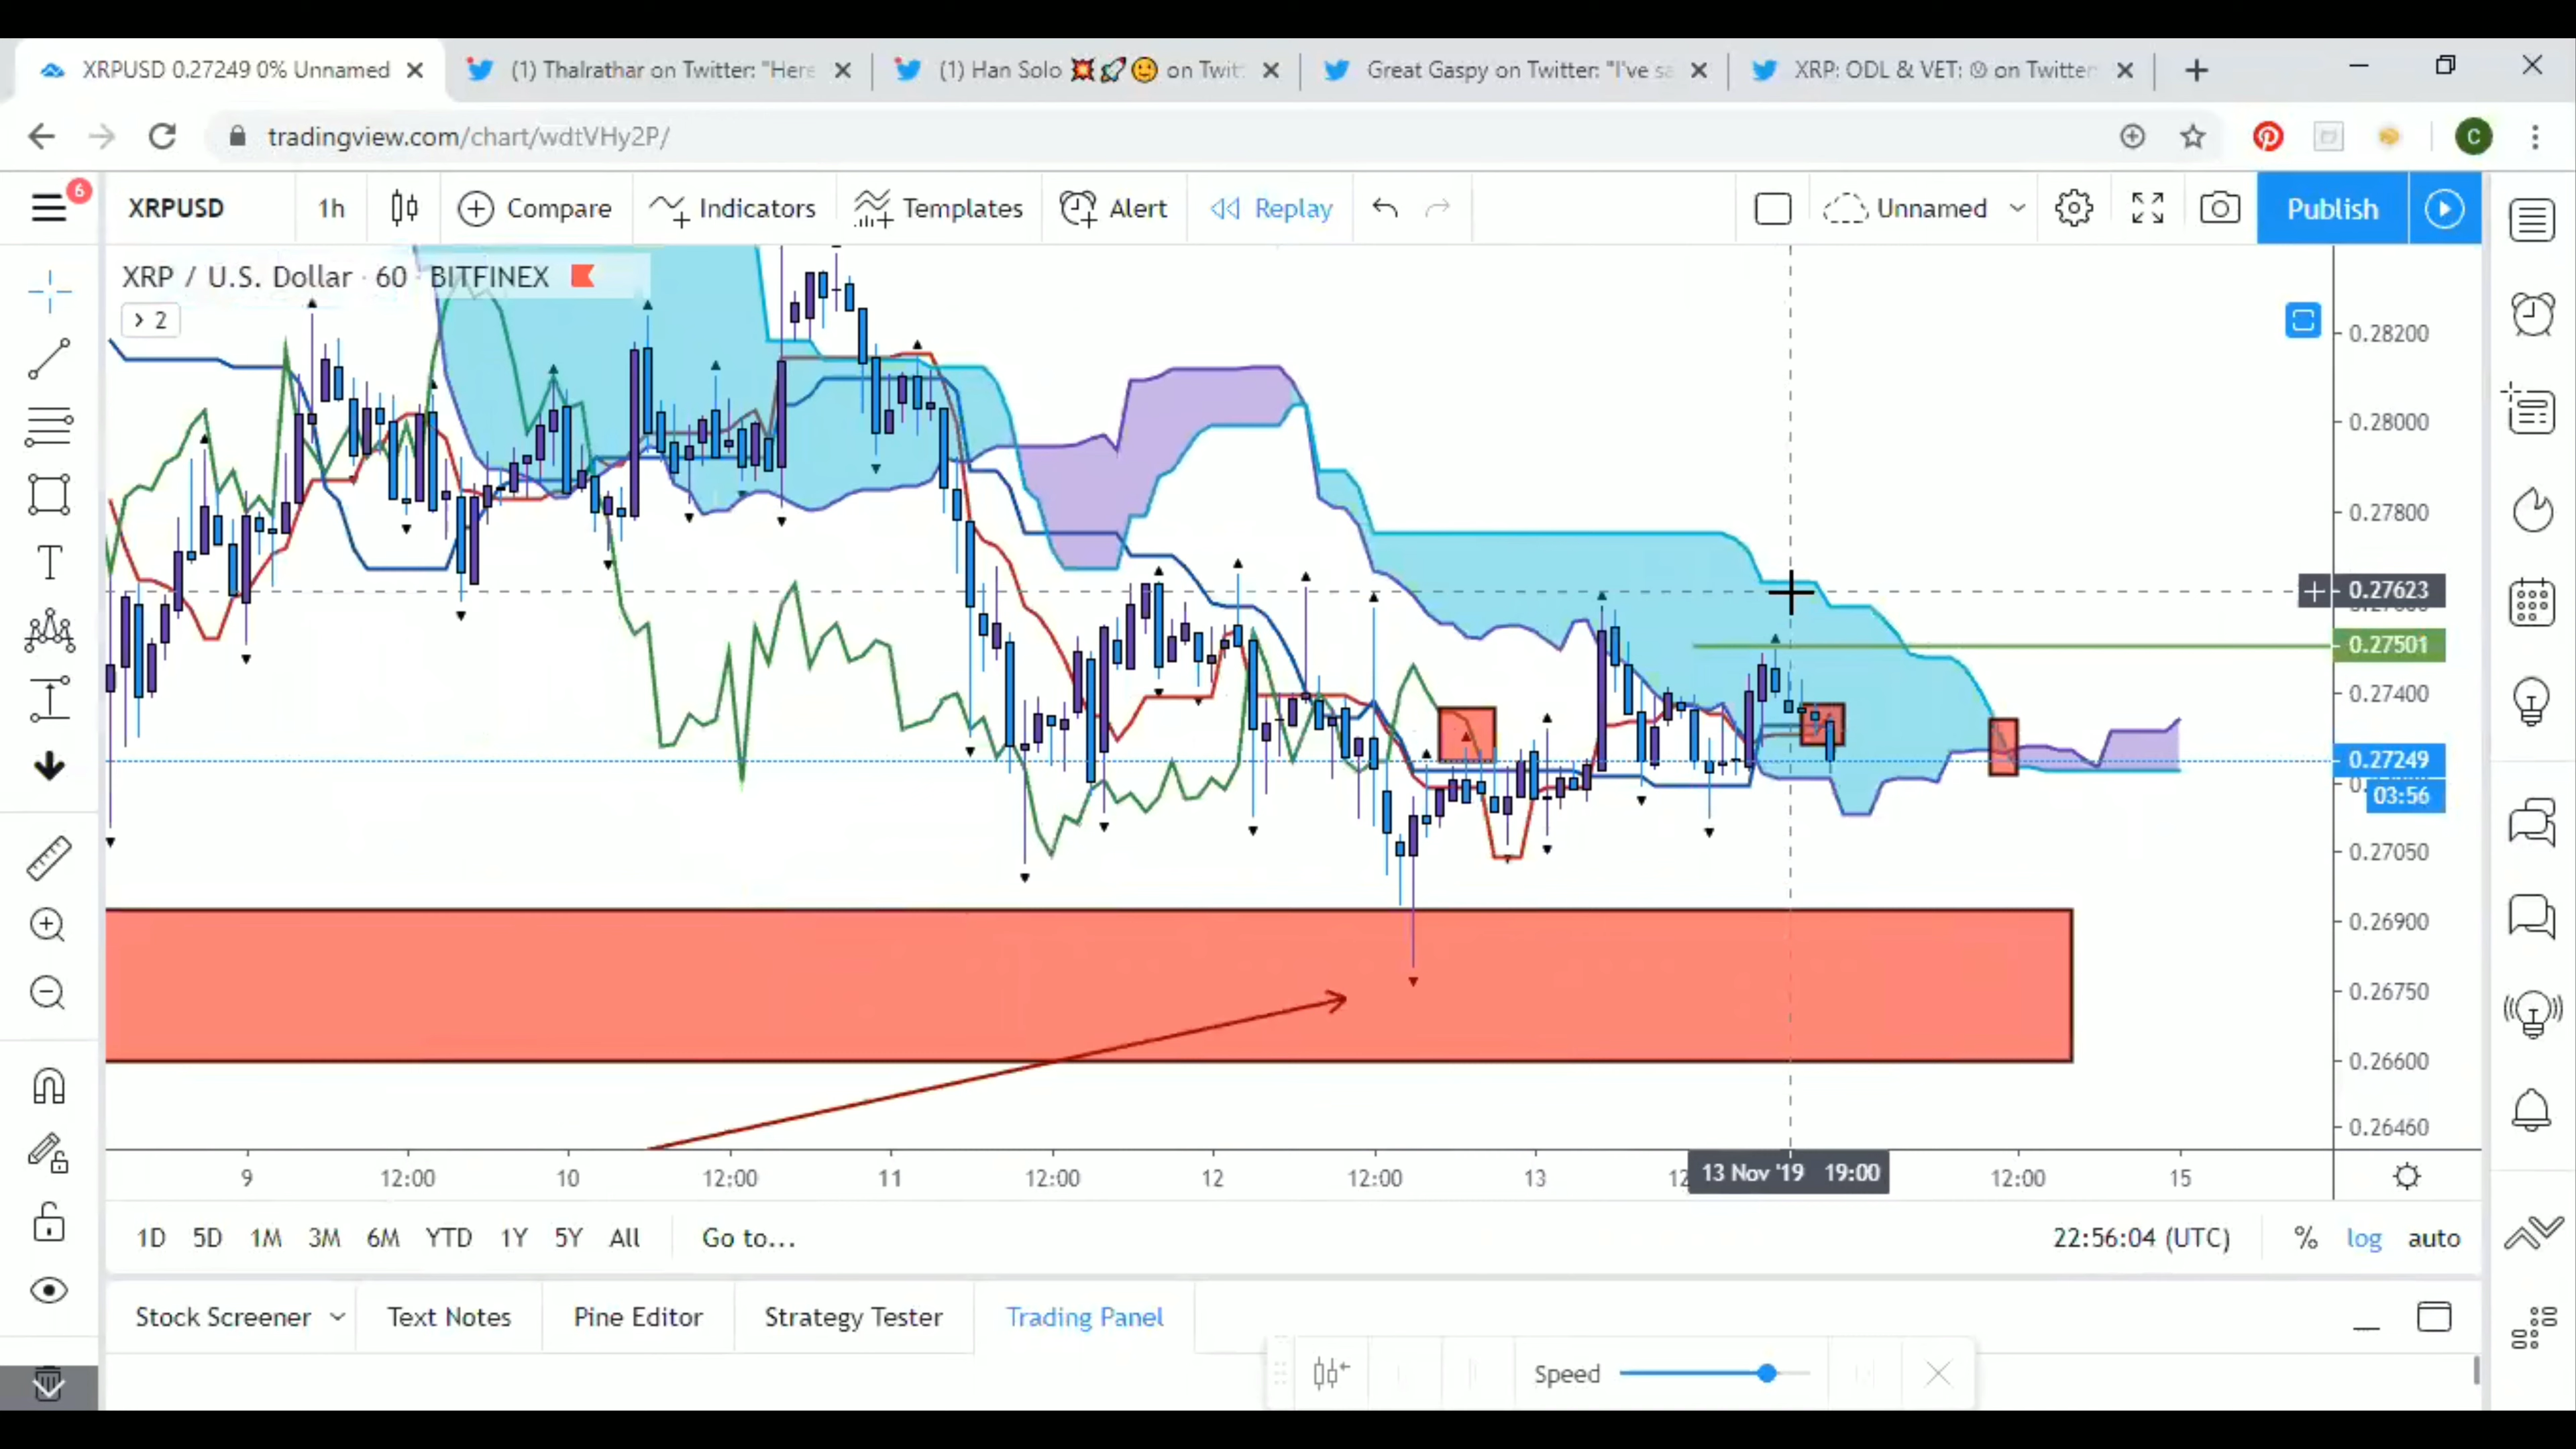 XRPUSD 0.27249 0% Unnamed
(1) Thalrathar on Twitter: "Here
(1) Han Solo 💥🚀🙂 on Twit
Great Gaspy on Twitter: "I've sa
XRP: ODL & VET: on Twitter
tradingview.com/chart/wdtVHy2P/
C
6
XRPUSD
1h
Compare
Indicators
Templates
Alert
Replay
Unnamed
Publish
XRP / U.S. Dollar · 60 · BITFINEX
2
0.28200
0.28000
0.27800
0.27623
0.27501
0.27400
0.27249
03:56
0.27050
0.26900
0.26750
0.26600
0.26460
9
12:00
10
12:00
11
12:00
12
12:00
13
12
13 Nov '19 19:00
12:00
15
1D 5D 1M 3M 6M YTD 1Y 5Y All Go to...
22:56:04 (UTC) % log auto
Stock Screener Text Notes Pine Editor Strategy Tester Trading Panel
Speed